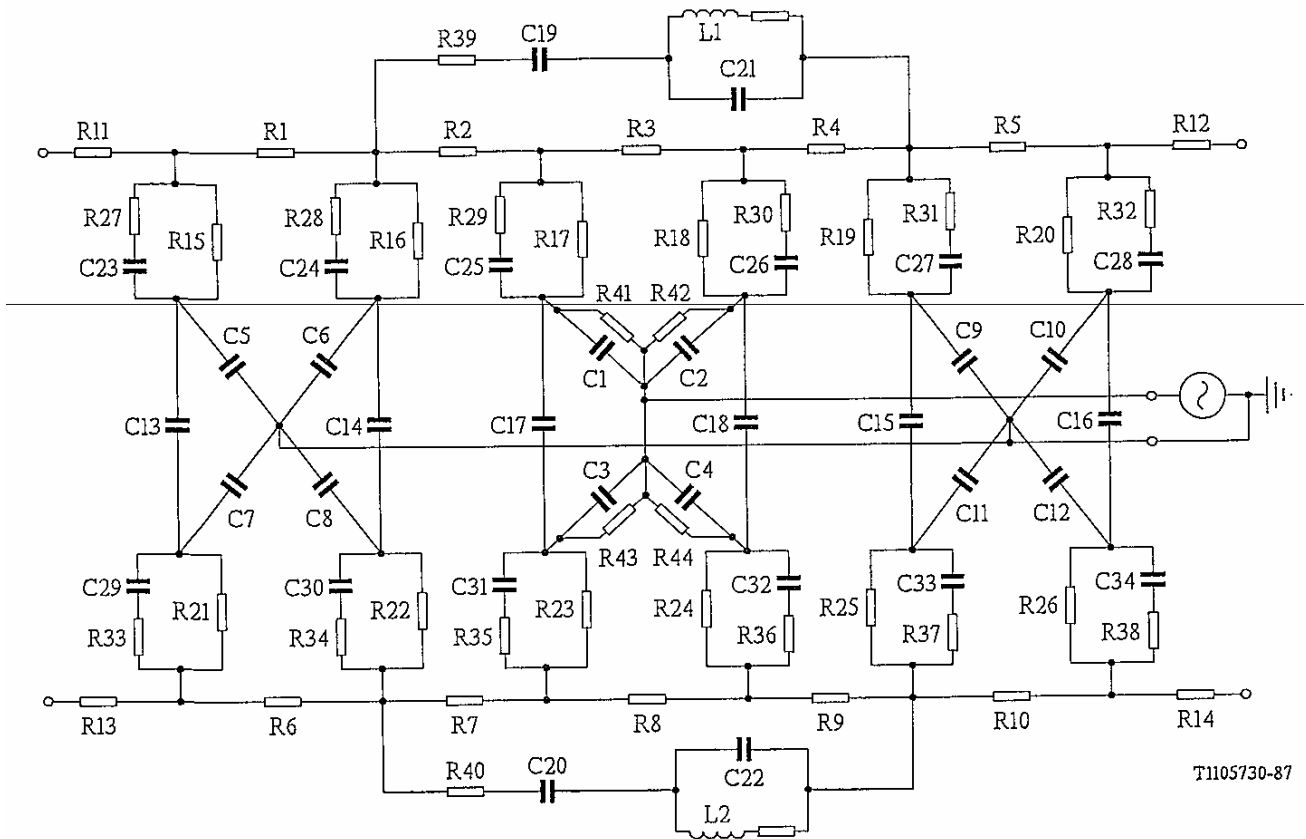 R39 C19 L1
C21
R11 R1 R2 R3 R4 R5 R12
R27 R15 R28 R16 R29 R17 R18 R30 R19 R31 R20 R32
C23 C24 C25 C26 C27 C28
R41 R42
C5 C6 C1 C2 C9 C10
C13 C14 C17 C18 C15 C16
C7 C8 C3 C4 C11 C12
R43 R44
C29 C30 C31 C32 C33 C34
R21 R22 R23 R24 R25 R26
R33 R34 R35 R36 R37 R38
R13 R6 R7 R8 R9 R10 R14
R40 C20 C22
L2
T1105730-87